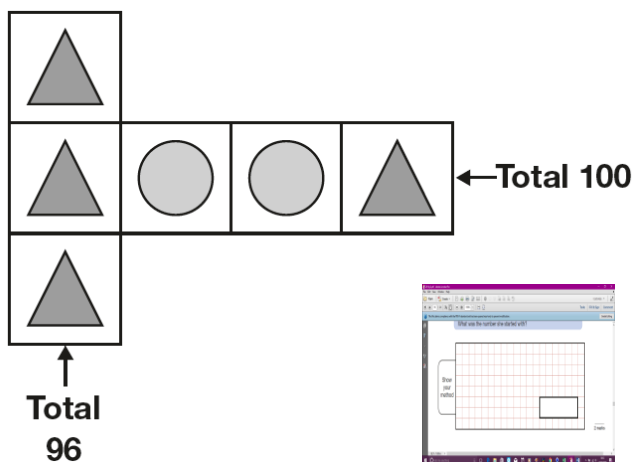 Total 100
Total
96
What was the number she started with?
Show
your
method
2 marks